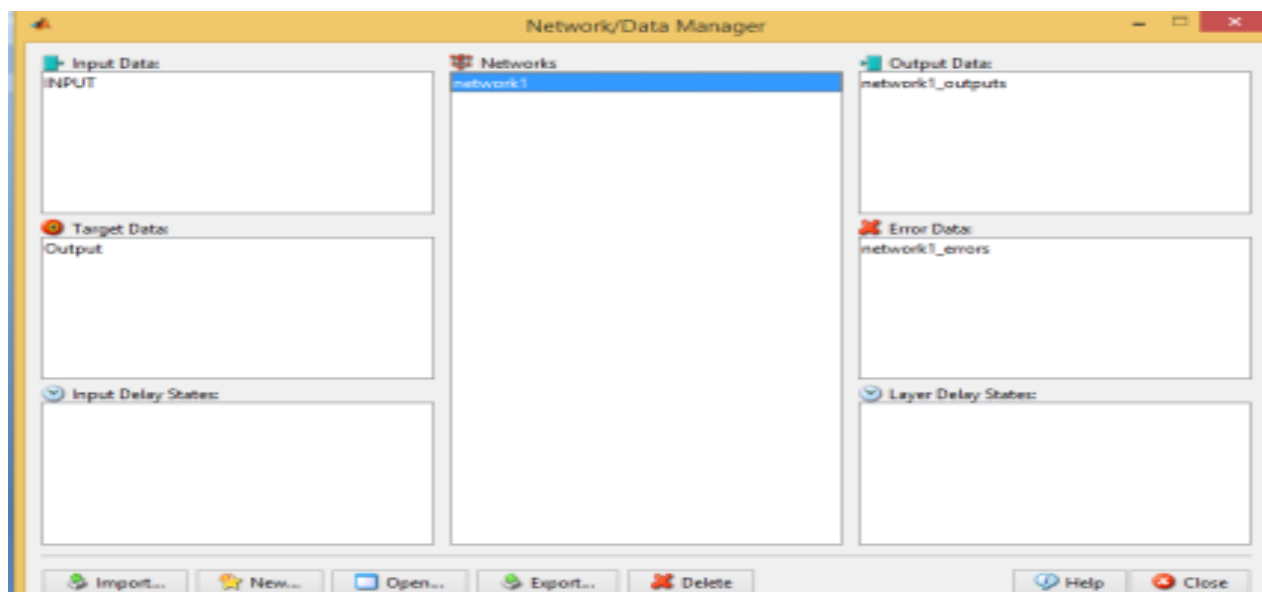 Network/Data Manager
Input Data:
INPUT
Networks
network1
Output Data:
network1_outputs
Target Data:
Output
Error Data:
network1_errors
Input Delay States:
Layer Delay States:
Import...
New...
Open...
Export...
Delete
Help
Close